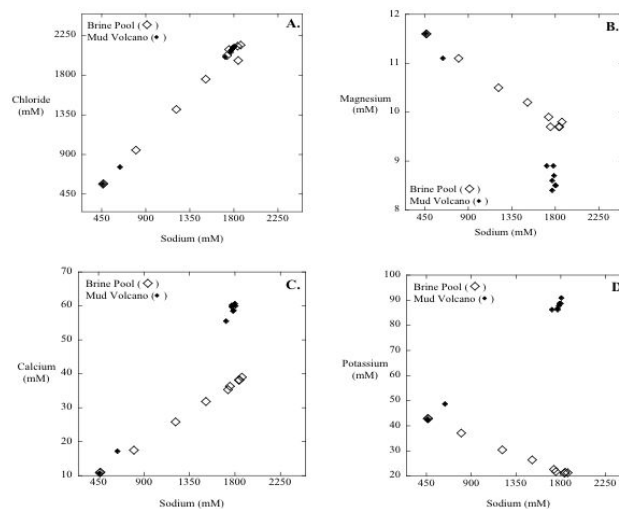 Brine Pool (◇)
Mud Volcano (◆)
A.
2250
1800
1350
900
450
Chloride
(mM)
450 900 1350 1800 2250
Sodium (mM)
B.
12
11
10
9
8
Magnesium
(mM)
Brine Pool (◇)
Mud Volcano (◆)
450 900 1350 1800 2250
Sodium (mM)
Brine Pool (◇)
Mud Volcano (◆)
C.
70
60
50
40
30
20
10
Calcium
(mM)
450 900 1350 1800 2250
Sodium (mM)
Brine Pool (◇)
Mud Volcano (◆)
D
100
90
80
70
60
50
40
30
20
Potassium
(mM)
450 900 1350 1800 2250
Sodium (mM)